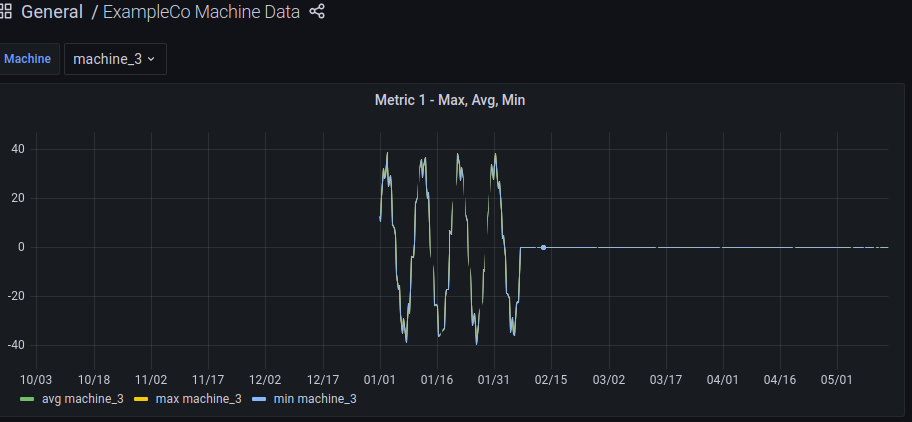 General / ExampleCo Machine Data
Machine machine_3
Metric 1 - Max, Avg, Min
40
20
0
-20
-40
10/03 10/18 11/02 11/17 12/02 12/17 01/01 01/16 01/31 02/15 03/02 03/17 04/01 04/16 05/01
avg machine_3 max machine_3 min machine_3